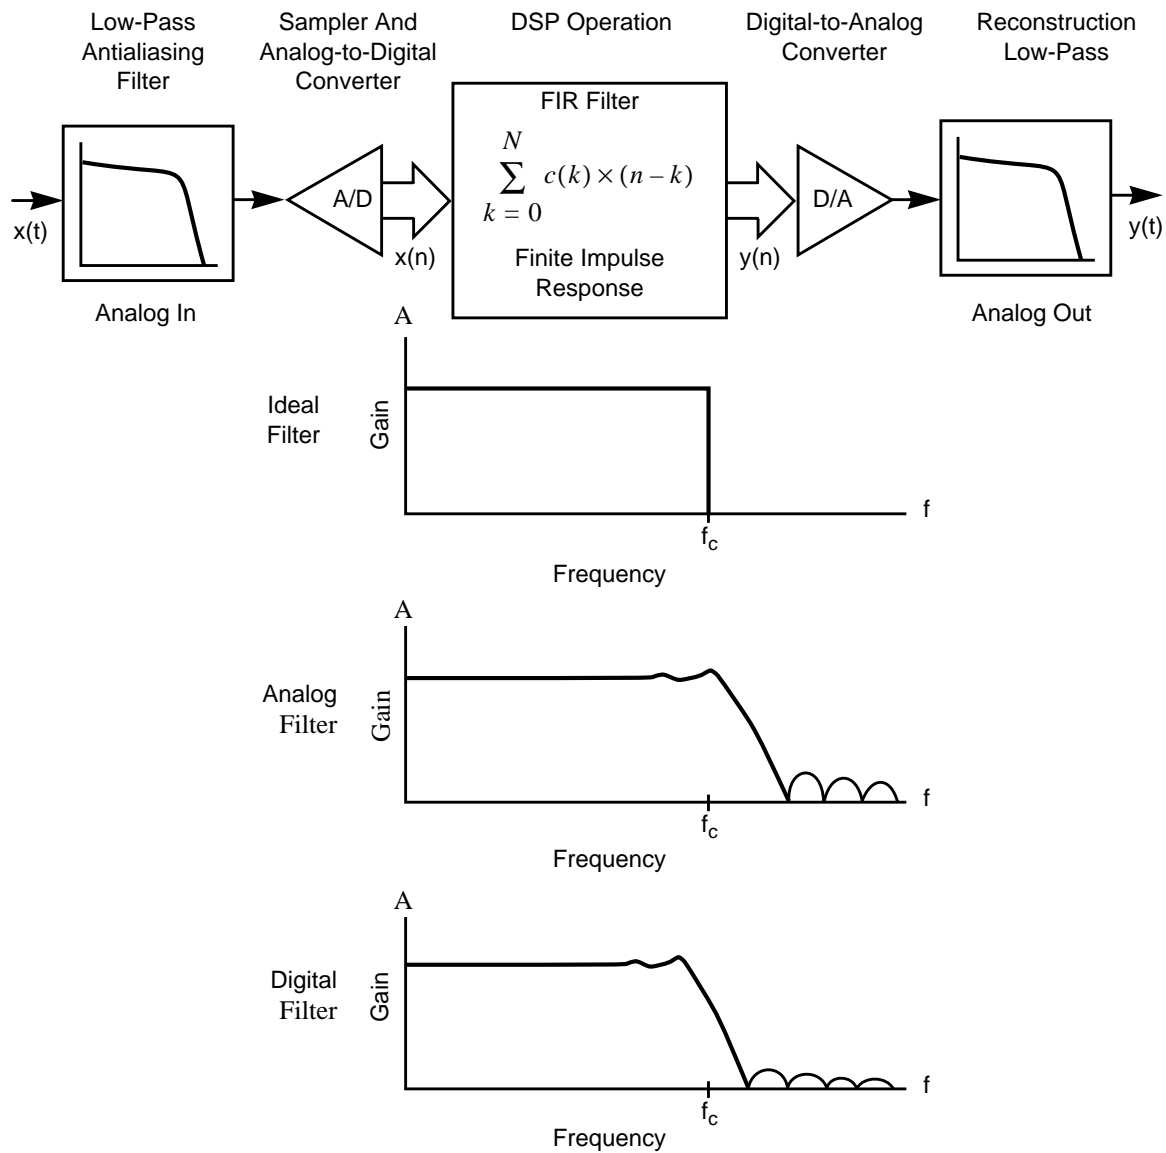 Low-Pass
Antialiasing
Filter
Sampler And
Analog-to-Digital
Converter
DSP Operation
Digital-to-Analog
Converter
Reconstruction
Low-Pass
x(t)
Analog In
A/D
x(n)
FIR Filter
N
∑ c(k) × (n – k)
k = 0
Finite Impulse
Response
y(n)
D/A
Analog Out
y(t)
A
Ideal
Filter
Gain
f
fc
Frequency
A
Analog
Filter
Gain
f
fc
Frequency
A
Digital
Filter
Gain
f
fc
Frequency